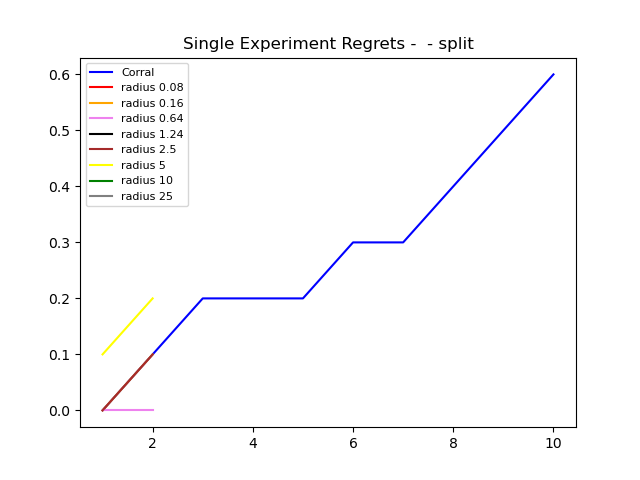 Single Experiment Regrets -  - split
Corral
radius 0.08
radius 0.16
radius 0.64
radius 1.24
radius 2.5
radius 5
radius 10
radius 25
0.6
0.5
0.4
0.3
0.2
0.1
0.0
2 4 6 8 10